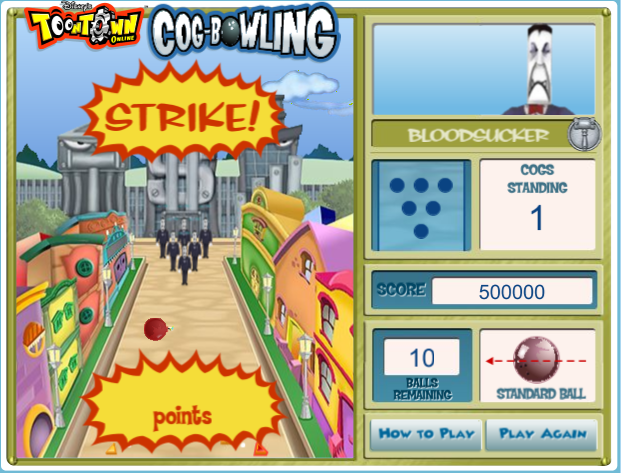 Disney's
TOONTOWN
ONLINE
COG-BOWLING
STRIKE!
points
BLOODSUCKER
COGS
STANDING
1
SCORE 500000
10
BALLS
REMAINING
STANDARD BALL
HOW TO PLAY
PLAY AGAIN